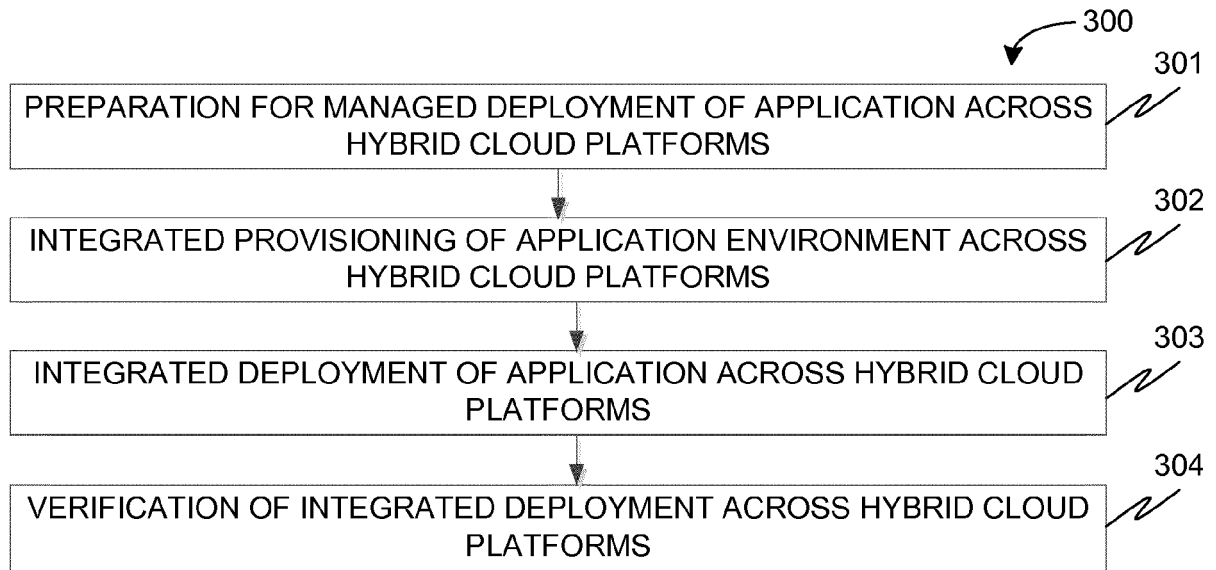 300
301
PREPARATION FOR MANAGED DEPLOYMENT OF APPLICATION ACROSS
HYBRID CLOUD PLATFORMS
302
INTEGRATED PROVISIONING OF APPLICATION ENVIRONMENT ACROSS
HYBRID CLOUD PLATFORMS
303
INTEGRATED DEPLOYMENT OF APPLICATION ACROSS HYBRID CLOUD
PLATFORMS
304
VERIFICATION OF INTEGRATED DEPLOYMENT ACROSS HYBRID CLOUD
PLATFORMS